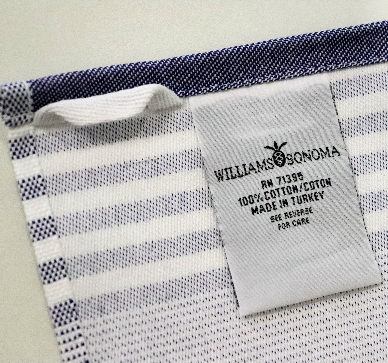 WILLIAMS SONOMA
RN 71395
100% COTTON/COTON
MADE IN TURKEY
SEE REVERSE
FOR CARE